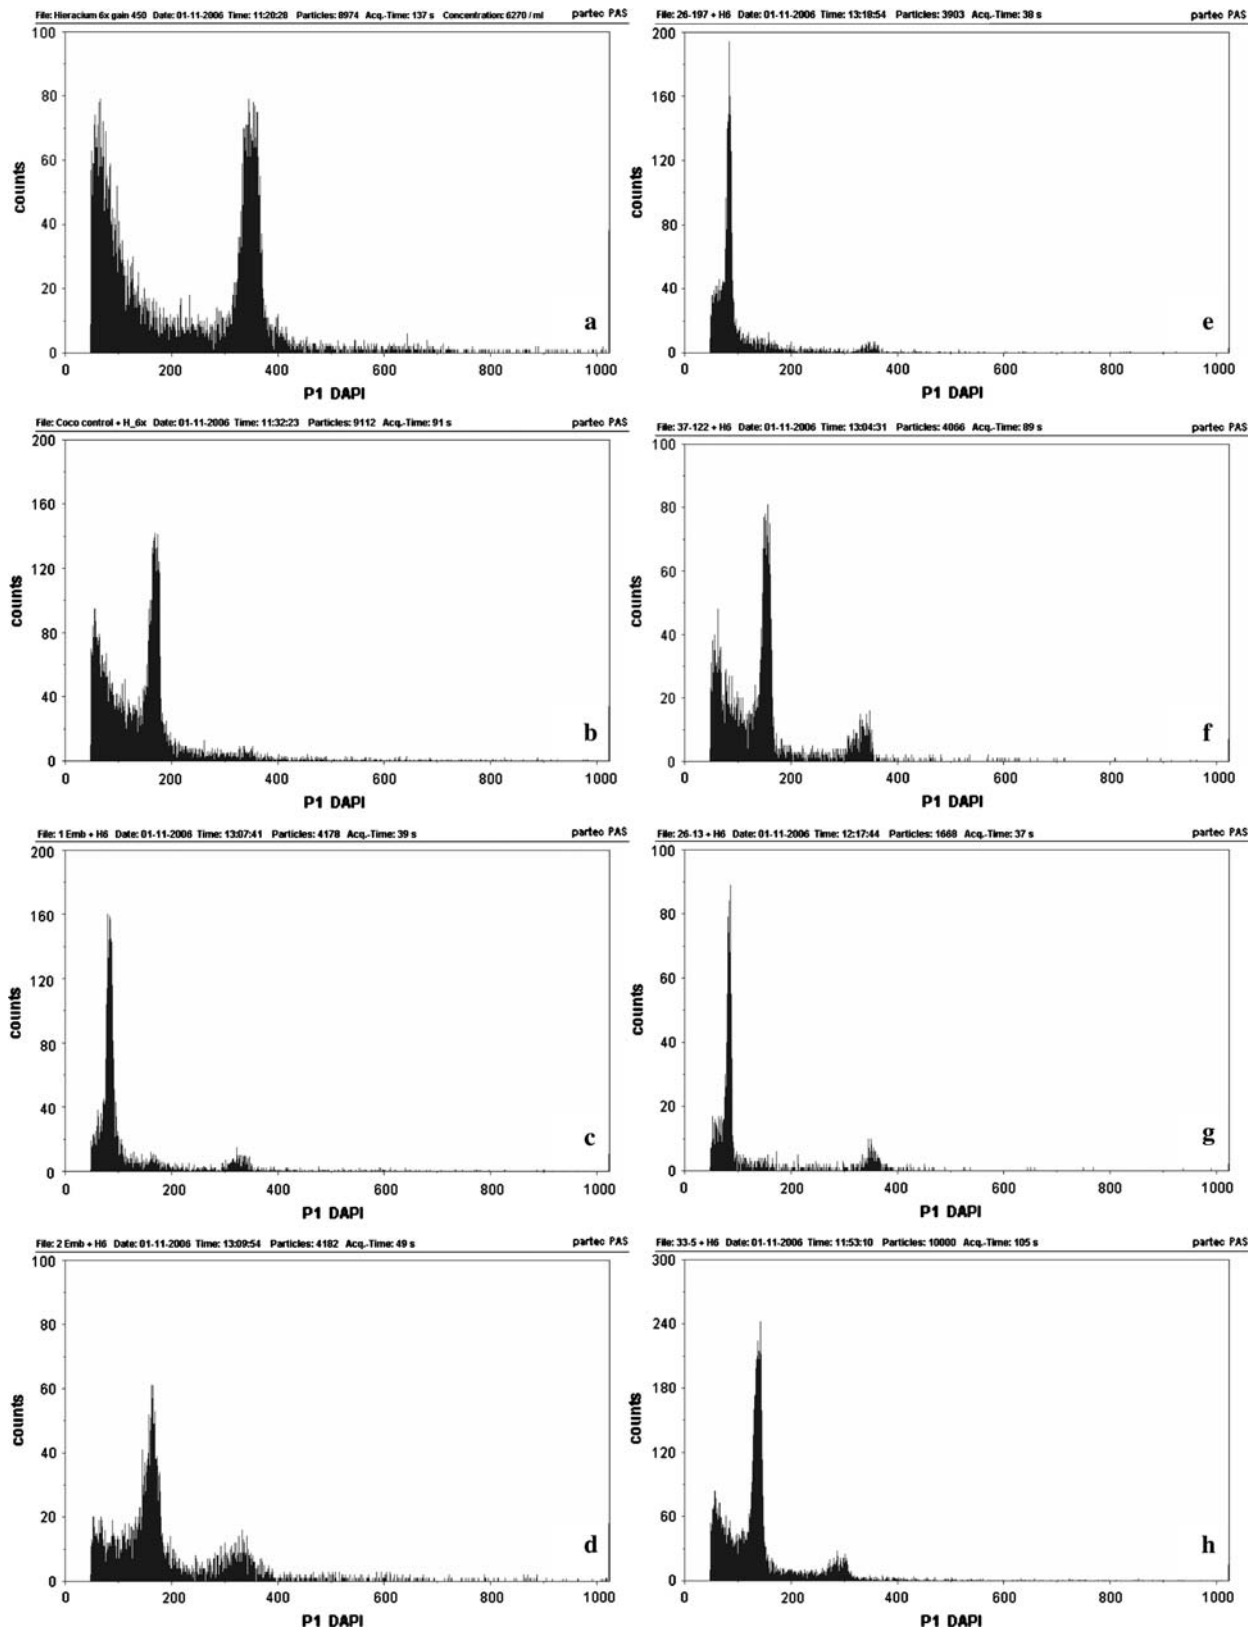 File: Hieracium 6x gain 450 Date: 01-11-2006 Time: 11:20:28 Particles: 8974 Acq.-Time: 137 s Concentration: 6270 / ml partec PAS
100
80
60
40
20
0
counts
a
0 200 400 600 800 1000
P1 DAPI
File: Coco control + H_6x Date: 01-11-2006 Time: 11:32:23 Particles: 9112 Acq.-Time: 91 s partec PAS
200
160
120
80
40
0
counts
b
0 200 400 600 800 1000
P1 DAPI
File: 1 Emb + H6 Date: 01-11-2006 Time: 13:07:41 Particles: 4178 Acq.-Time: 39 s partec PAS
200
160
120
80
40
0
counts
c
0 200 400 600 800 1000
P1 DAPI
File: 2 Emb + H6 Date: 01-11-2006 Time: 13:09:54 Particles: 4182 Acq.-Time: 49 s partec PAS
100
80
60
40
20
0
counts
d
0 200 400 600 800 1000
P1 DAPI
File: 26-197 + H6 Date: 01-11-2006 Time: 13:18:54 Particles: 3903 Acq.-Time: 38 s partec PAS
200
160
120
80
40
0
counts
e
0 200 400 600 800 1000
P1 DAPI
File: 37-122 + H6 Date: 01-11-2006 Time: 13:04:31 Particles: 4066 Acq.-Time: 89 s partec PAS
100
80
60
40
20
0
counts
f
0 200 400 600 800 1000
P1 DAPI
File: 26-13 + H6 Date: 01-11-2006 Time: 12:17:44 Particles: 1668 Acq.-Time: 37 s partec PAS
100
80
60
40
20
0
counts
g
0 200 400 600 800 1000
P1 DAPI
File: 33-5 + H6 Date: 01-11-2006 Time: 11:53:10 Particles: 10000 Acq.-Time: 105 s partec PAS
300
240
180
120
60
0
counts
h
0 200 400 600 800 1000
P1 DAPI